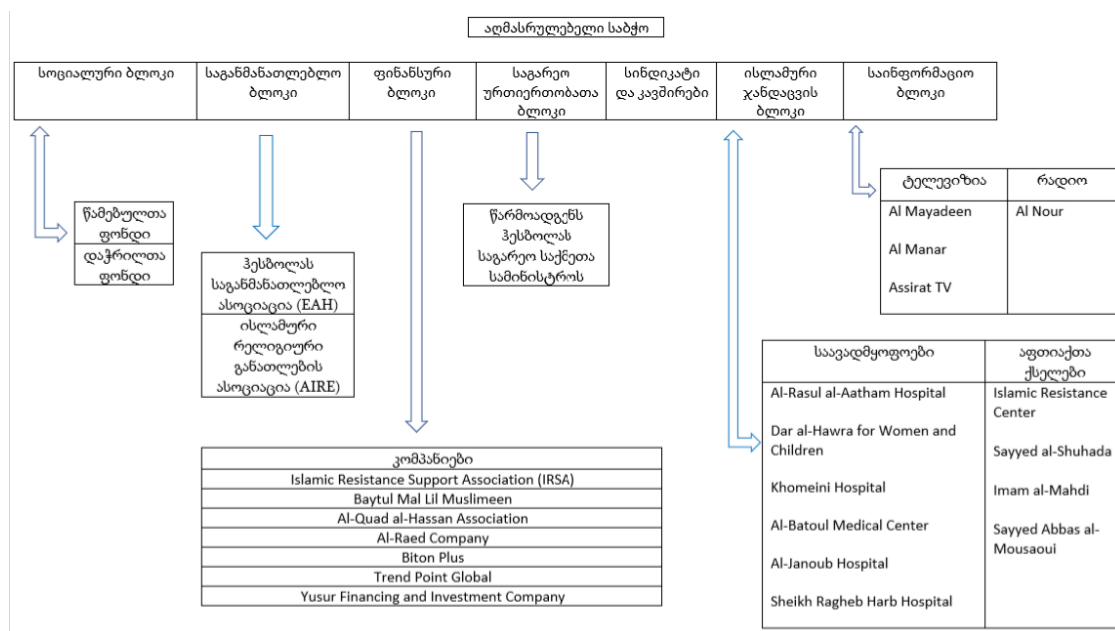 აღმასრულებელი საბჭო
სოციალური ბლოკი
საგანმანათლებლო
ბლოკი
ფინანსური
ბლოკი
საგარეო
ურთიერთობათა
ბლოკი
სინდიკატი
და კავშირები
ისლამური
ჯანდაცვის
ბლოკი
საინფორმაციო
ბლოკი
წამებულთა
ფონდი
დაჭრილთა
ფონდი
ჰესბოლას
საგანმანათლებლო
ასოციაცია (EAH)
ისლამური
რელიგიური
განათლების
ასოციაცია (AIRE)
კომპანიები
Islamic Resistance Support Association (IRSA)
Baytul Mal Lil Muslimeen
Al-Quad al-Hassan Association
Al-Raed Company
Biton Plus
Trend Point Global
Yusur Financing and Investment Company
წარმოადგენს
ჰესბოლას
საგარეო საქმეთა
სამინისტროს
ტელევიზია
Al Mayadeen
Al Manar
Assirat TV
რადიო
Al Nour
საავადმყოფოები
Al-Rasul al-Aatham Hospital
Dar al-Hawra for Women and
Children
Khomeini Hospital
Al-Batoul Medical Center
Al-Janoub Hospital
Sheikh Ragheb Harb Hospital
აფთიაქთა
ქსელები
Islamic Resistance
Center
Sayyed al-Shuhada
Imam al-Mahdi
Sayyed Abbas al-
Mousaoui